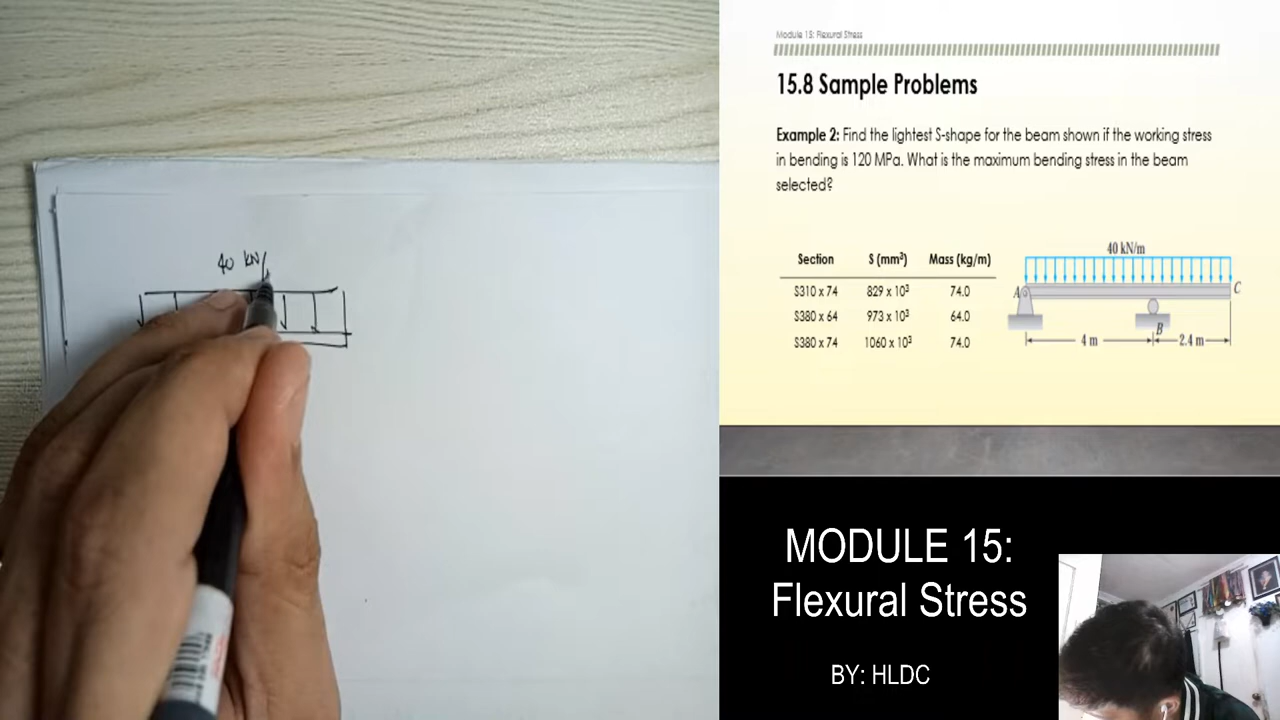 40 kN/
Module 15: Flexural Stress
15.8 Sample Problems
Example 2: Find the lightest S-shape for the beam shown if the working stress
in bending is 120 MPa. What is the maximum bending stress in the beam
selected?
Section S (mm³) Mass (kg/m)
S310 x 74 829 x 10³ 74.0
S380 x 64 973 x 10³ 64.0
S380 x 74 1060 x 10³ 74.0
40 kN/m
A C
B
4 m 2.4 m
MODULE 15:
Flexural Stress
BY: HLDC